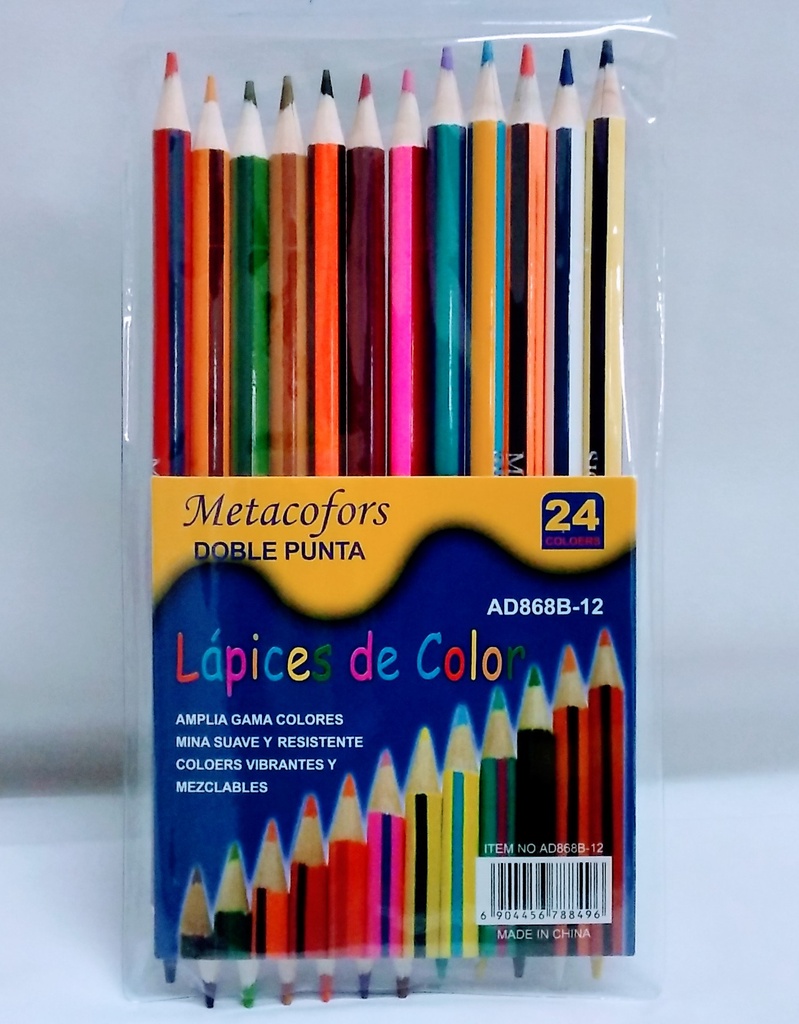 Metacofors
DOBLE PUNTA
24
COLOERS
AD868B-12
Lápices de Color
AMPLIA GAMA COLORES
MINA SUAVE Y RESISTENTE
COLOERS VIBRANTES Y
MEZCLABLES
ITEM NO AD868B-12
6 904456 788496
MADE IN CHINA